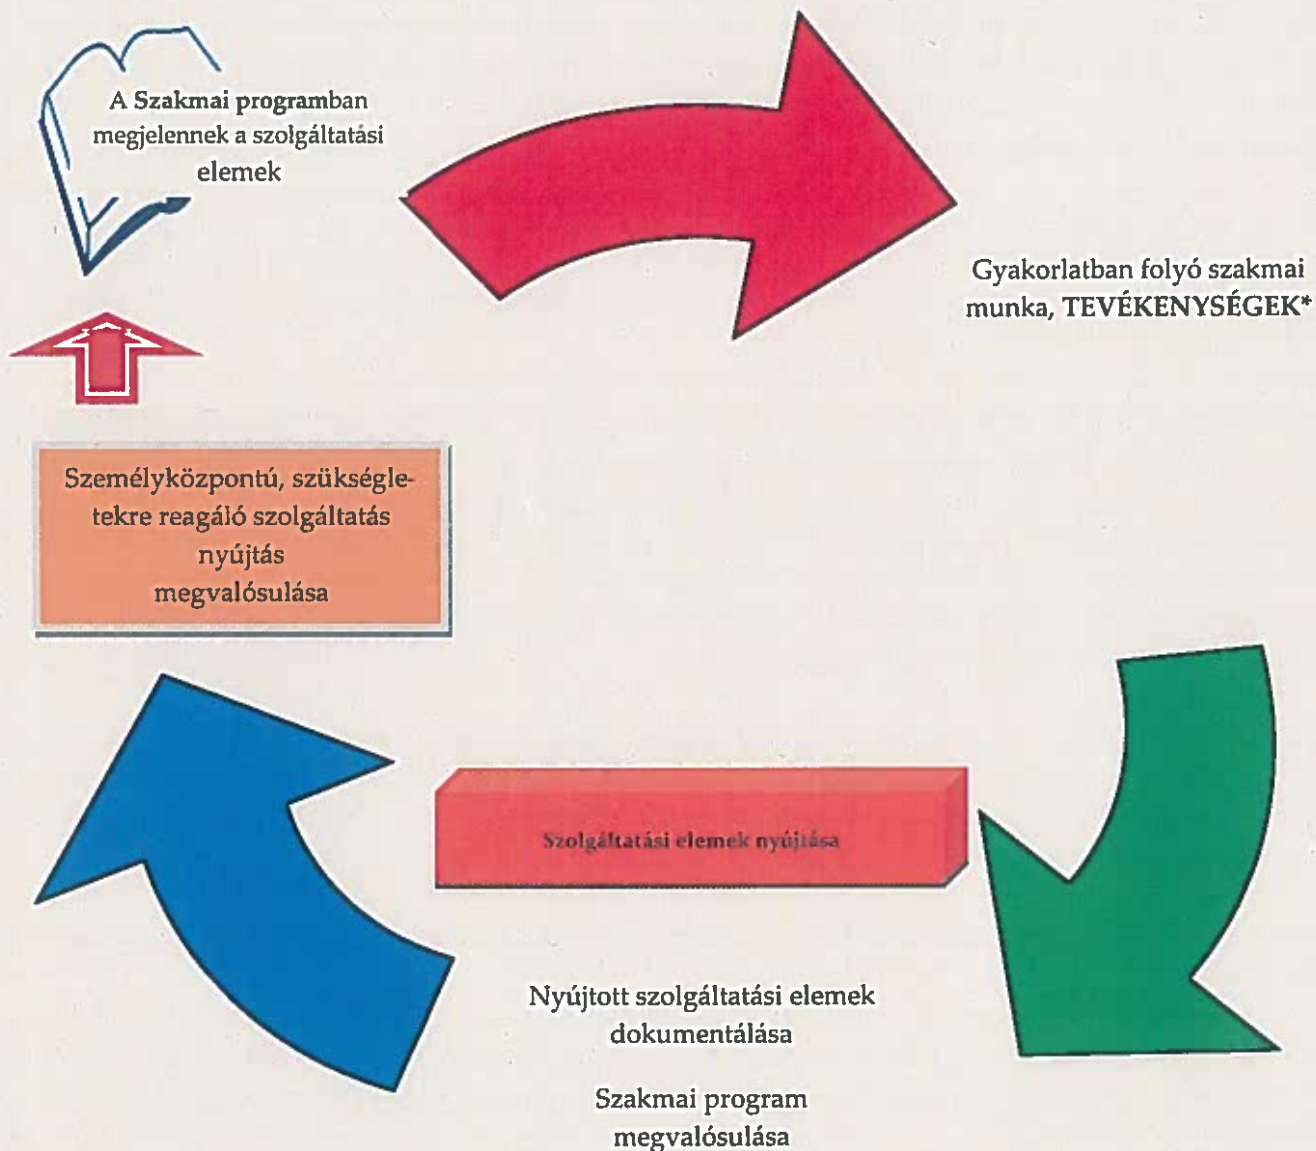 A Szakmai programban
megjelennek a szolgáltatási
elemek
Gyakorlatban folyó szakmai
munka, TEVÉKENYSÉGEK*
Személyközpontú, szükségle-
tekre reagáló szolgáltatás
nyújtás
megvalósulása
Szolgáltatási elemek nyújtása
Nyújtott szolgáltatási elemek
dokumentálása
Szakmai program
megvalósulása